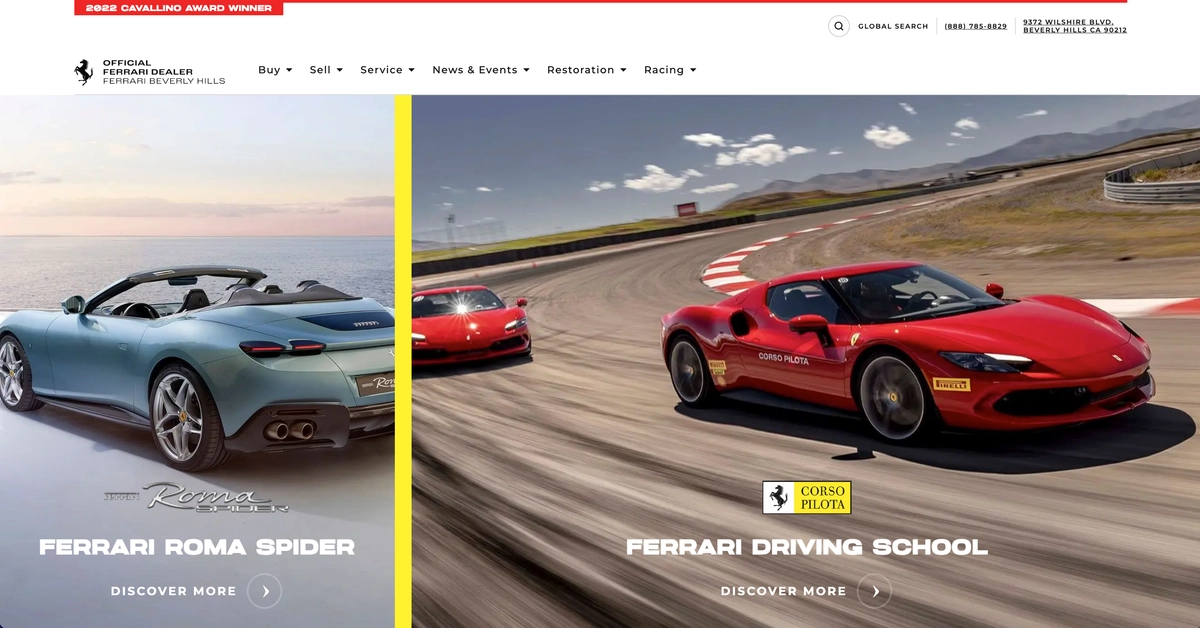 2022 CAVALLINO AWARD WINNER
GLOBAL SEARCH
(888) 785-8829
9372 WILSHIRE BLVD.
BEVERLY HILLS CA 90212
OFFICIAL
FERRARI DEALER
FERRARI BEVERLY HILLS
Buy
Sell
Service
News & Events
Restoration
Racing
Ferrari
Roma
SPIDER
FERRARI ROMA SPIDER
DISCOVER MORE
CORSO PILOTA
PIRELLI
CORSO
PILOTA
FERRARI DRIVING SCHOOL
DISCOVER MORE